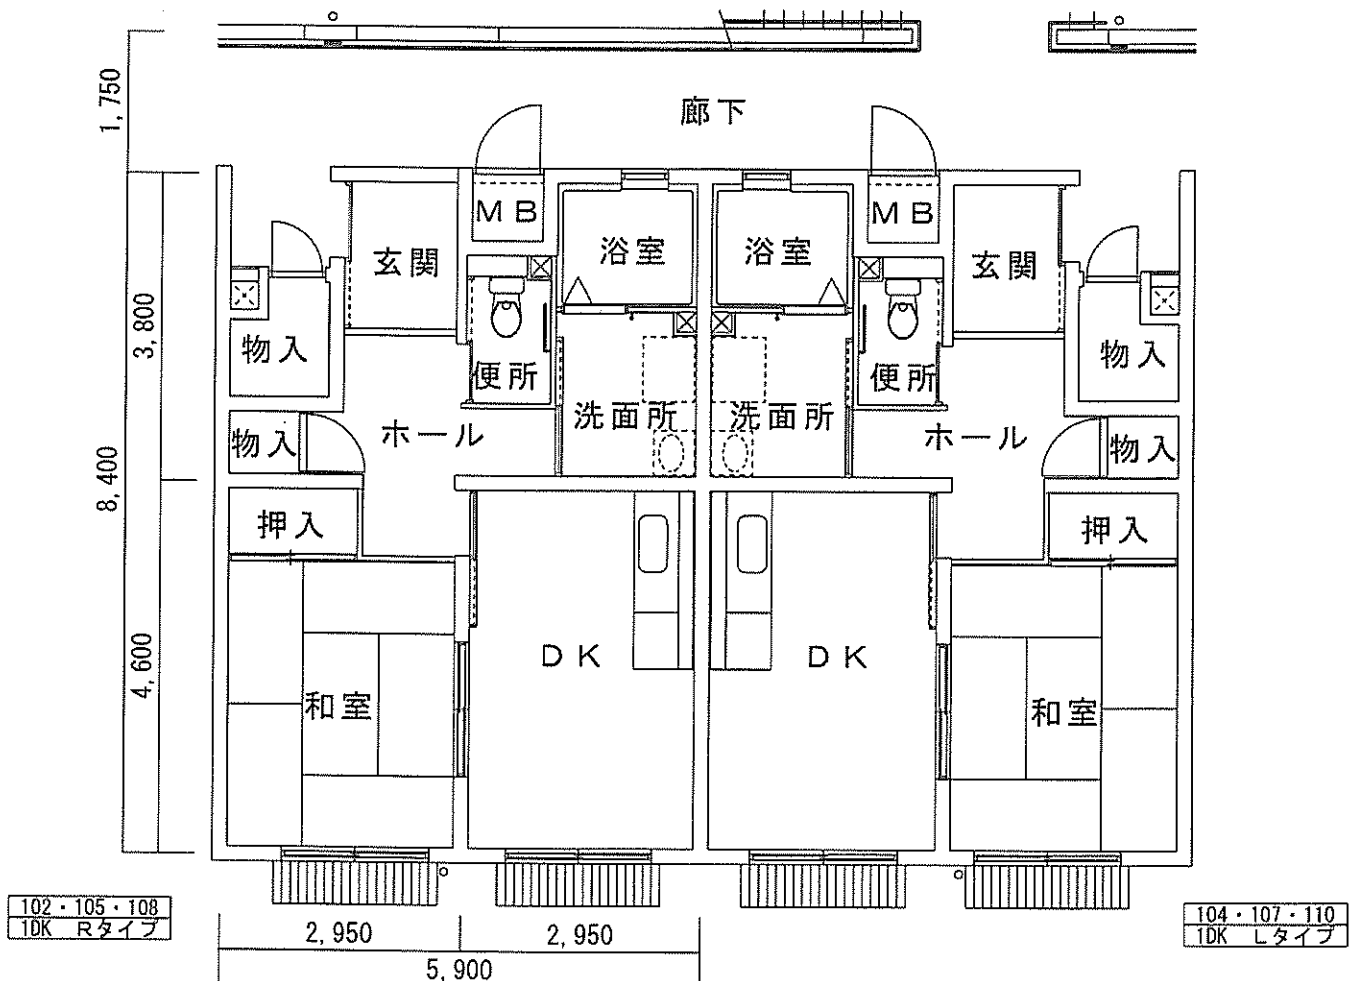 廊下
1,750
MB
MB
浴室
浴室
玄関
玄関
3,800
物入
便所
洗面所
洗面所
便所
物入
物入
ホール
ホール
物入
8,400
押入
押入
4,600
DK
DK
和室
和室
102・105・108
1DK Rタイプ
104・107・110
1DK Lタイプ
2,950
2,950
5,900